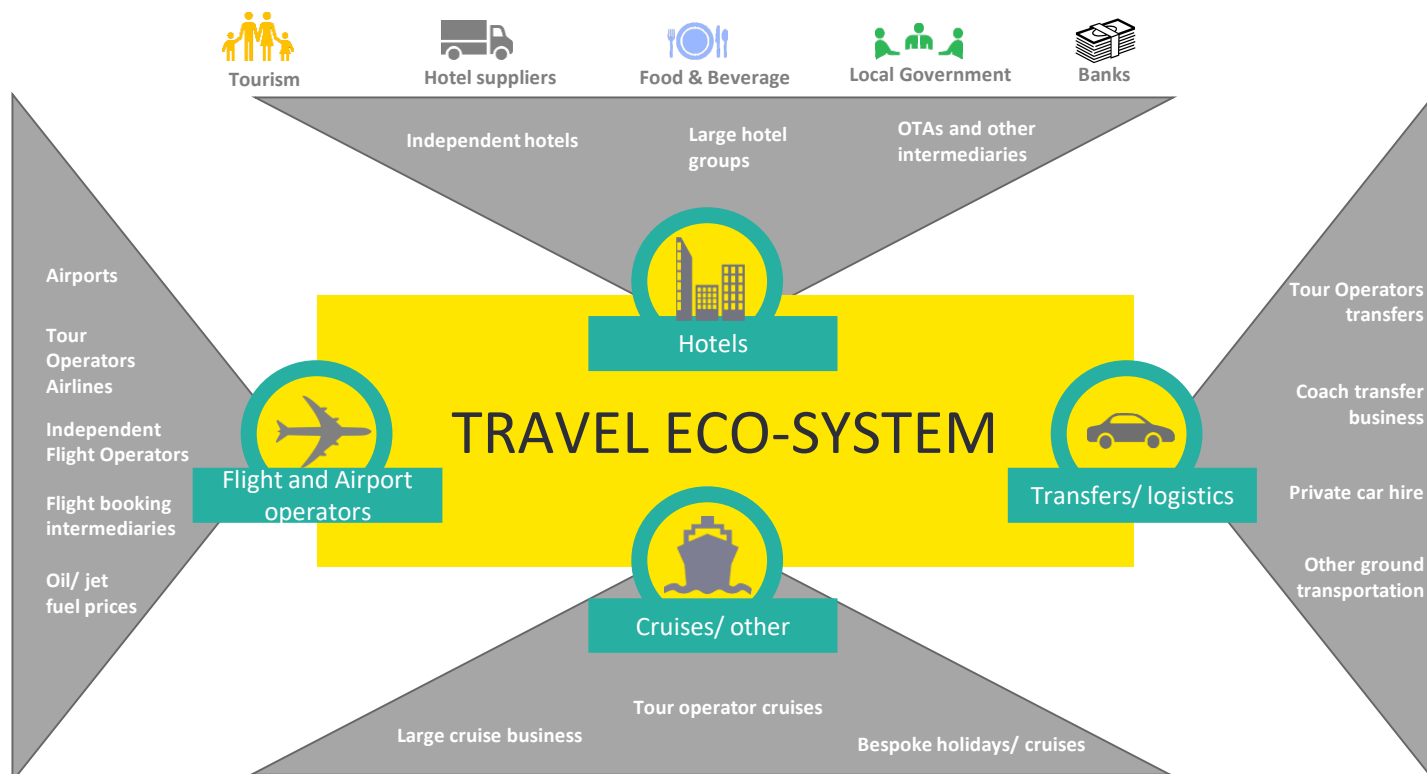 Tourism
Hotel suppliers
Food & Beverage
Local Government
Banks
Independent hotels
Large hotel
groups
OTAs and other
intermediaries
Airports
Tour
Operators
Airlines
Independent
Flight Operators
Flight booking
intermediaries
Oil/ jet
fuel prices
Hotels
TRAVEL ECO-SYSTEM
Flight and Airport
operators
Transfers/ logistics
Cruises/ other
Tour Operators
transfers
Coach transfer
business
Private car hire
Other ground
transportation
Large cruise business
Tour operator cruises
Bespoke holidays/ cruises